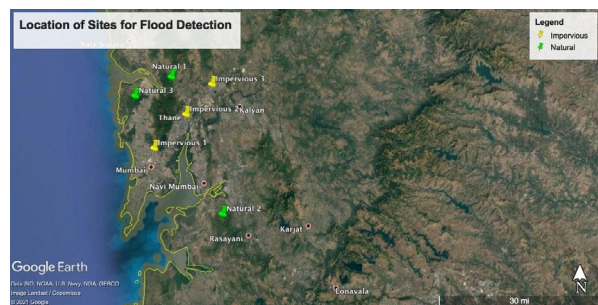 Location of Sites for Flood Detection
Legend
Impervious
Natural
Natural 1
Impervious 3
Natural 3
Impervious 2
Kalyan
Thane
Impervious 1
Mumbai
Navi Mumbai
Natural 2
Rasayani
Karjat
Lonavala
Google Earth
Data SIO, NOAA, U.S. Navy, NGA, GEBCO
Image Landsat / Copernicus
© 2021 Google
30 mi
N